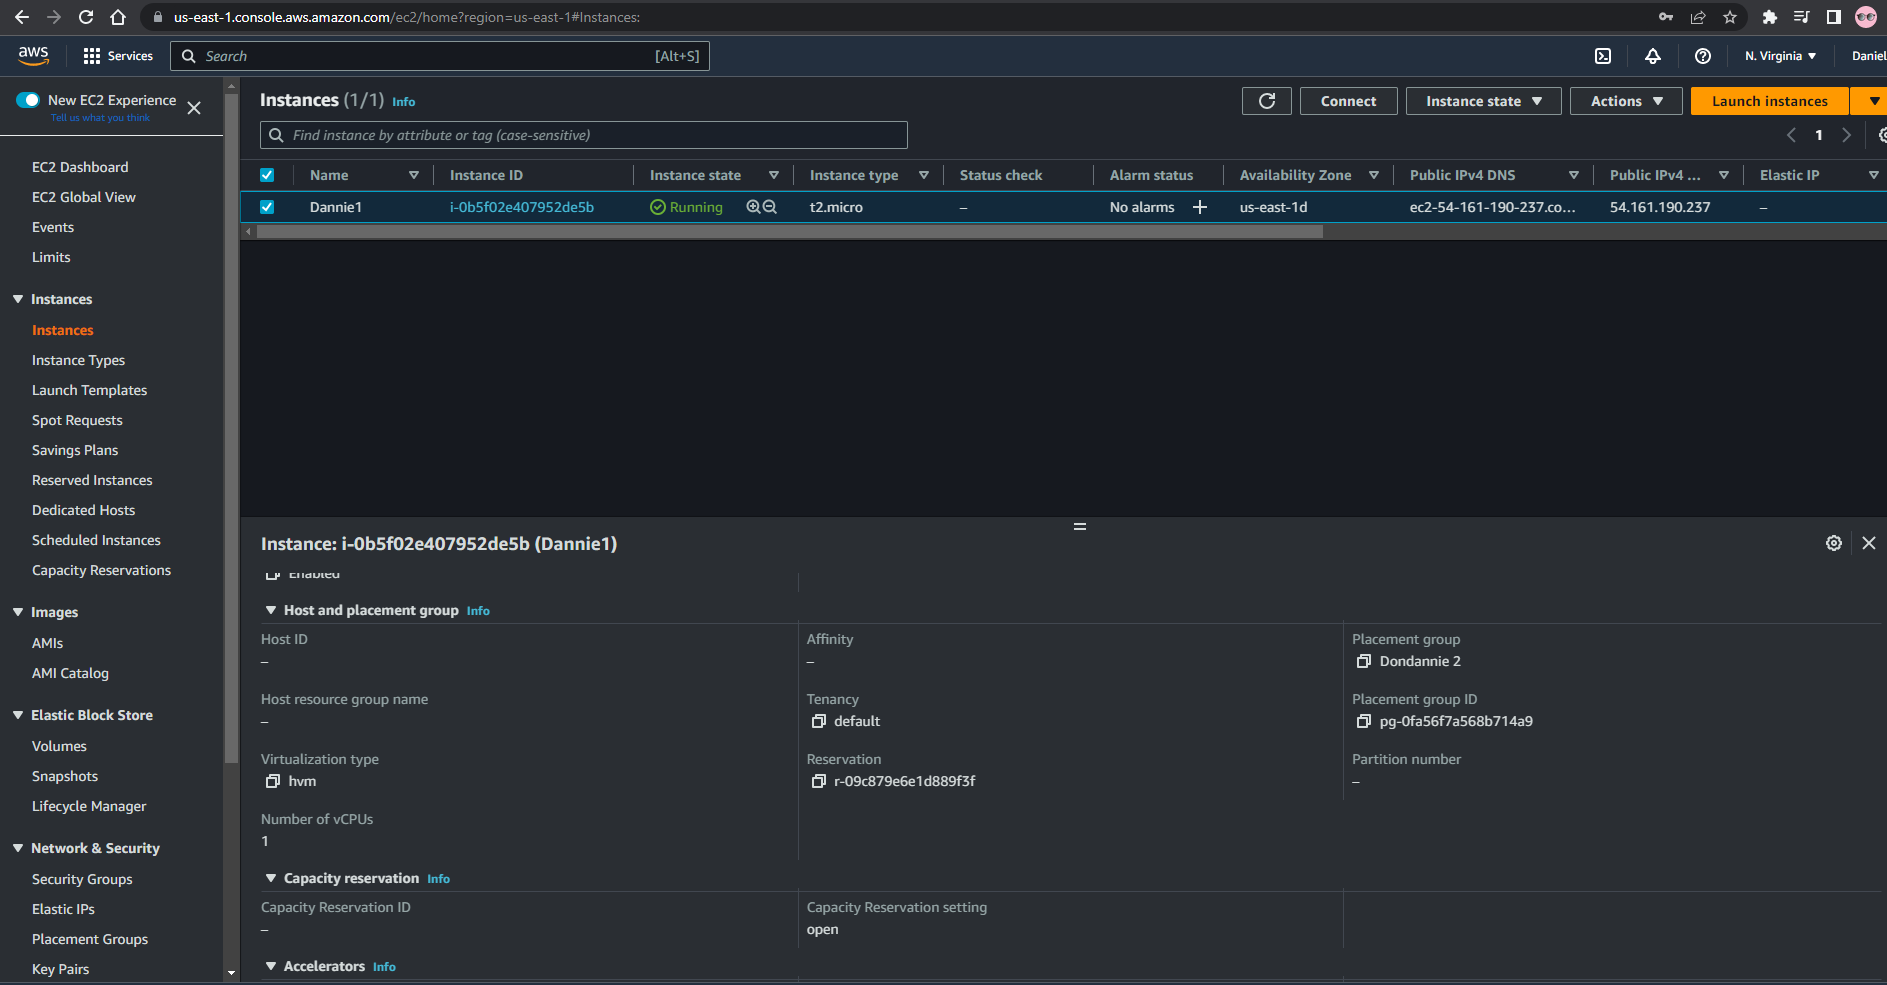 us-east-1.console.aws.amazon.com/ec2/home?region=us-east-1#Instances:
aws Services Search [Alt+S] N. Virginia Daniel
New EC2 Experience
Tell us what you think
EC2 Dashboard
EC2 Global View
Events
Limits
Instances
Instances
Instance Types
Launch Templates
Spot Requests
Savings Plans
Reserved Instances
Dedicated Hosts
Scheduled Instances
Capacity Reservations
Images
AMIs
AMI Catalog
Elastic Block Store
Volumes
Snapshots
Lifecycle Manager
Network & Security
Security Groups
Elastic IPs
Placement Groups
Key Pairs
Instances (1/1) Info
Connect Instance state Actions Launch instances
Find instance by attribute or tag (case-sensitive)
1
Name Instance ID Instance state Instance type Status check Alarm status Availability Zone Public IPv4 DNS Public IPv4 ... Elastic IP
Dannie1 i-0b5f02e407952de5b Running t2.micro – No alarms + us-east-1d ec2-54-161-190-237.co... 54.161.190.237 –
Instance: i-0b5f02e407952de5b (Dannie1)
Enabled
Host and placement group Info
Host ID Affinity Placement group
– – Dondannie 2
Host resource group name Tenancy Placement group ID
– default pg-0fa56f7a568b714a9
Virtualization type Reservation Partition number
hvm r-09c879e6e1d889f3f –
Number of vCPUs
1
Capacity reservation Info
Capacity Reservation ID Capacity Reservation setting
– open
Accelerators Info